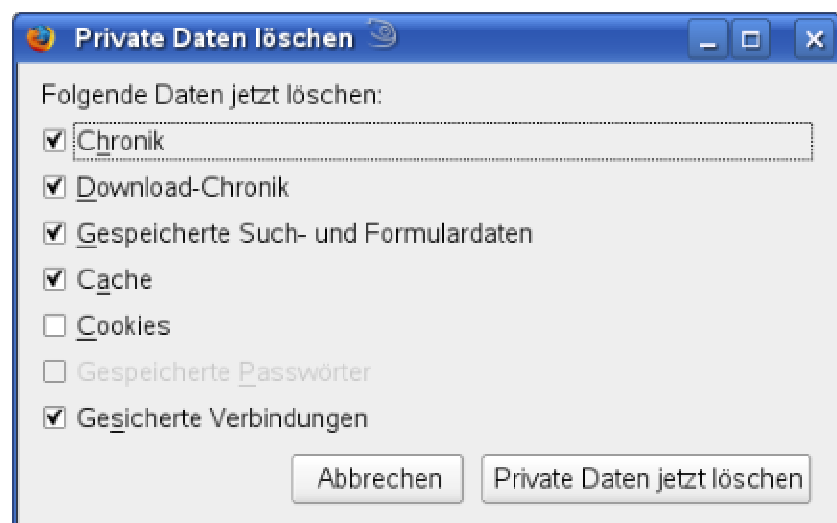 Private Daten löschen
Folgende Daten jetzt löschen:
Chronik
Download-Chronik
Gespeicherte Such- und Formulardaten
Cache
Cookies
Gespeicherte Passwörter
Gesicherte Verbindungen
Abbrechen Private Daten jetzt löschen